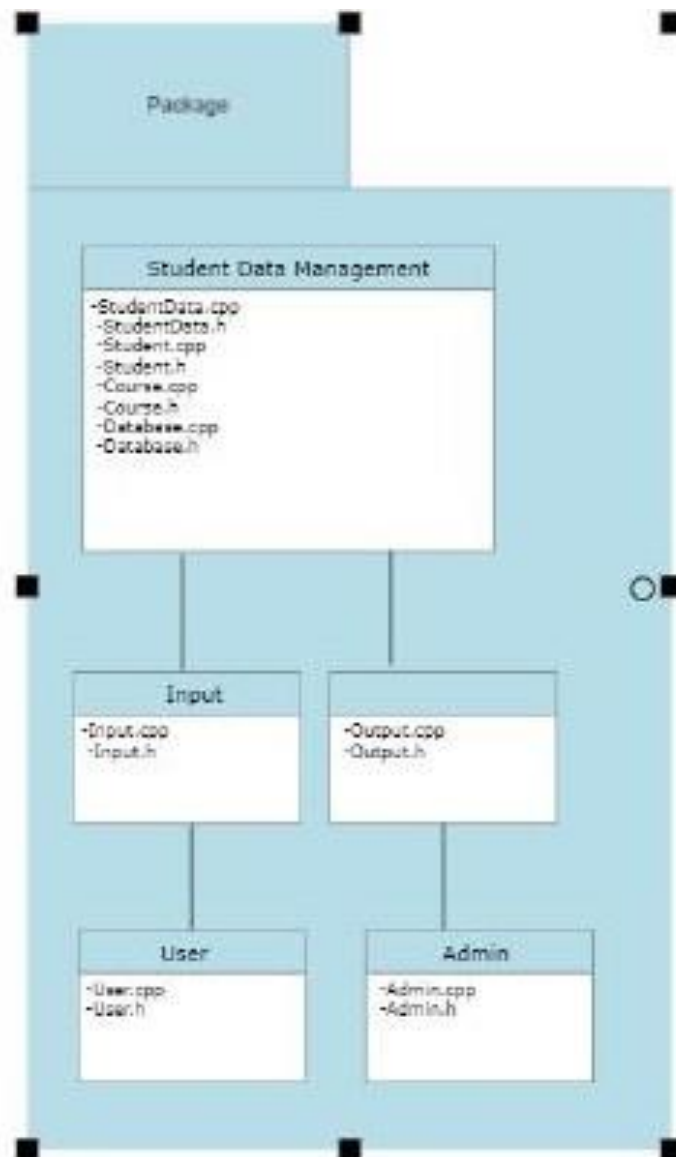 Package
Student Data Management
-StudentData.cpp
-StudentData.h
-Student.cpp
-Student.h
-Course.cpp
-Course.h
-Database.cpp
-Database.h
Input
-Input.cpp
-Input.h
-Output.cpp
-Output.h
User
-User.cpp
-User.h
Admin
-Admin.cpp
-Admin.h